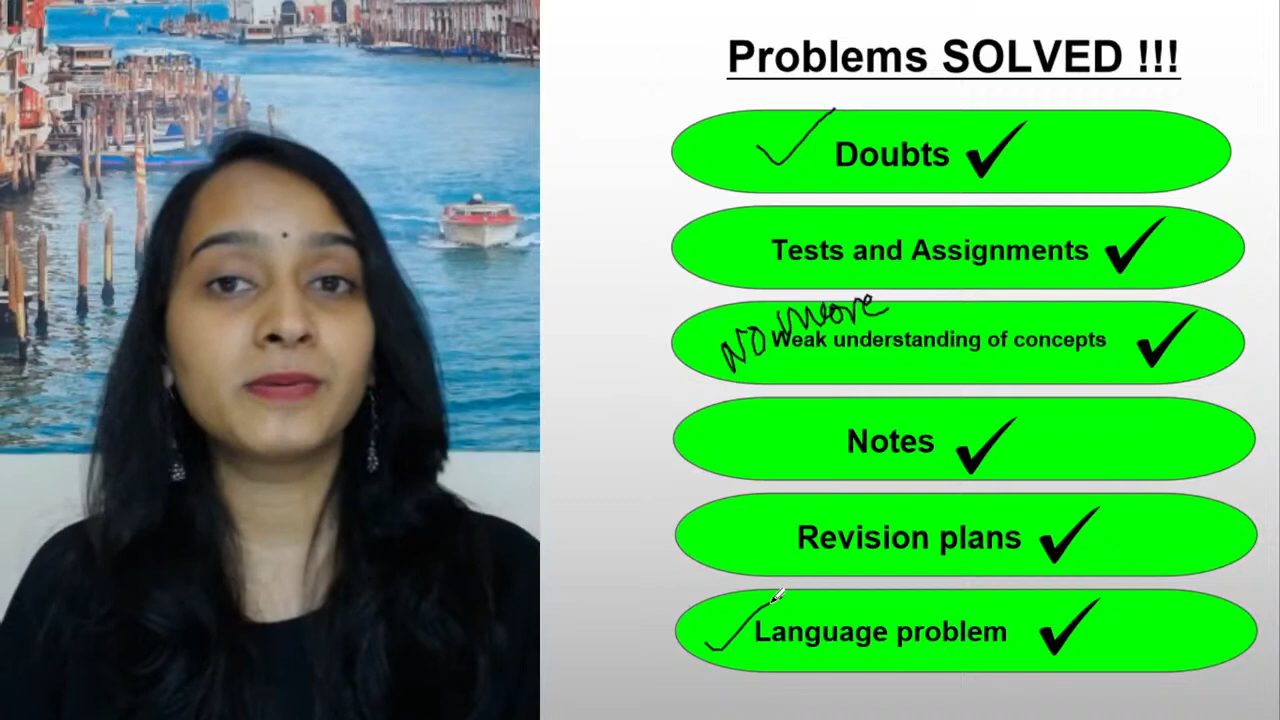 Problems SOLVED !!!
Doubts ✔
Tests and Assignments ✔
No more
Weak understanding of concepts ✔
Notes ✔
Revision plans ✔
Language problem ✔